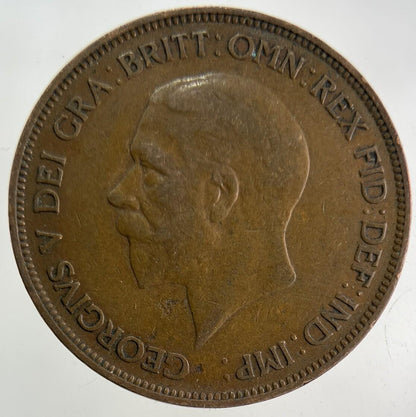 GEORGIVS V DEI GRA: BRITT: OMN: REX FID: DEF: IND: IMP: